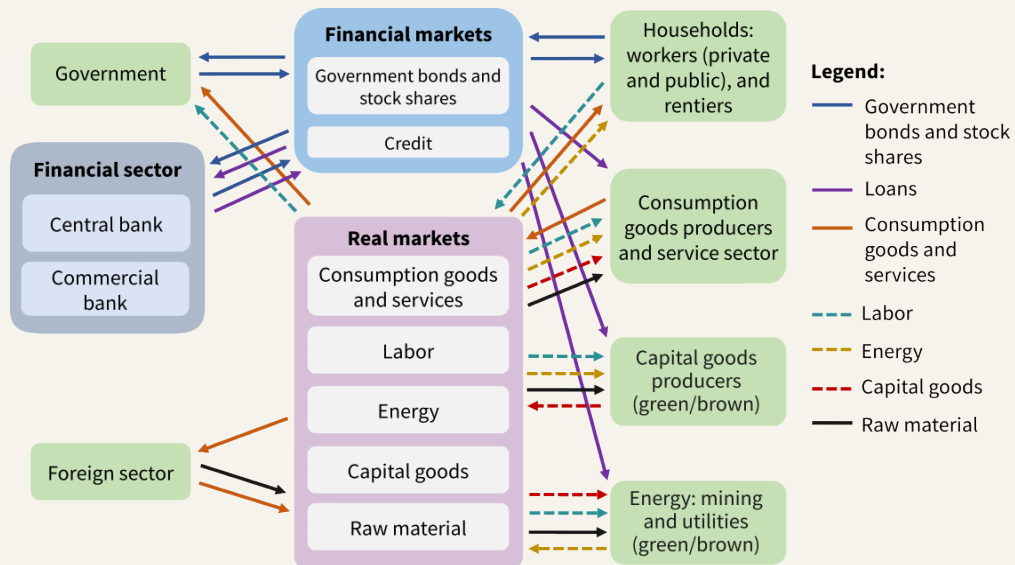 Financial markets
Government bonds and
stock shares
Credit
Government
Financial sector
Central bank
Commercial
bank
Foreign sector
Real markets
Consumption goods
and services
Labor
Energy
Capital goods
Raw material
Households:
workers (private
and public), and
rentiers
Consumption
goods producers
and service sector
Capital goods
producers
(green/brown)
Energy: mining
and utilities
(green/brown)
Legend:
Government
bonds and stock
shares
Loans
Consumption
goods and
services
Labor
Energy
Capital goods
Raw material